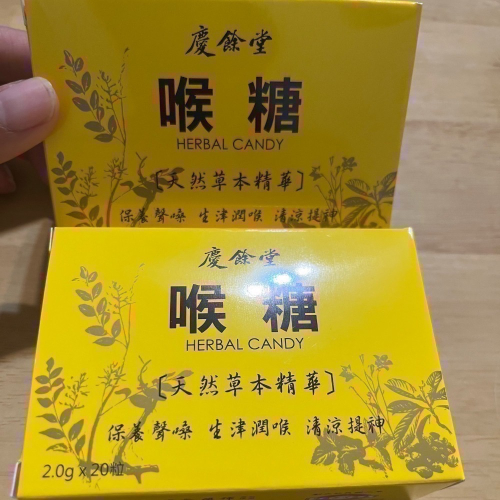 慶餘堂
喉糖
HERBAL CANDY
〔天然草本精華〕
保養聲嗓 生津潤喉 清涼提神
慶餘堂
喉糖
HERBAL CANDY
〔天然草本精華〕
保養聲嗓 生津潤喉 清涼提神
2.0g x 20粒